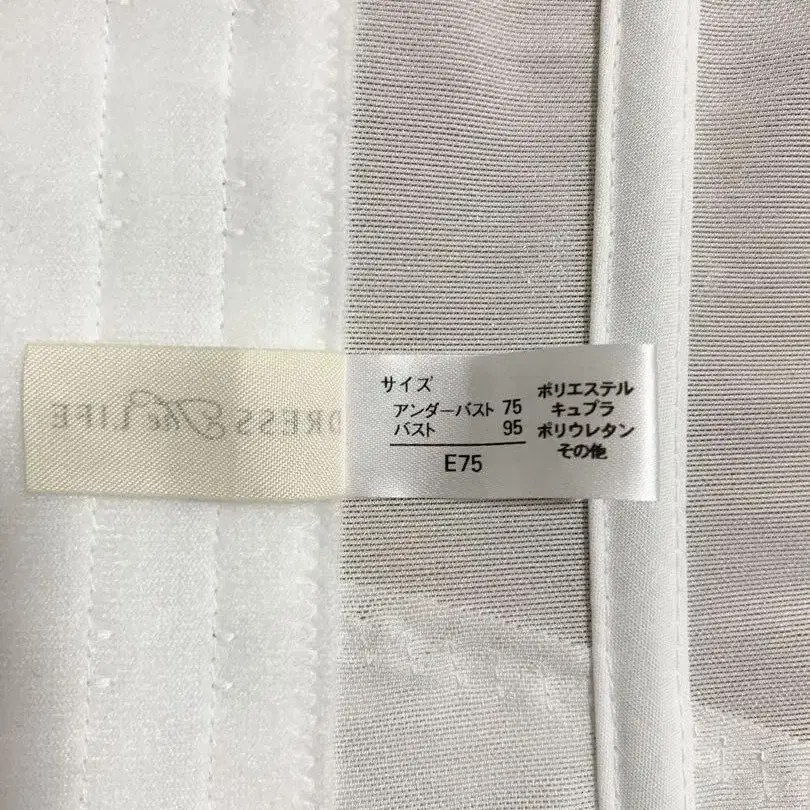 DRESS The LIFE
サイズ
アンダーバスト 75
バスト 95
E75
ポリエステル
キュプラ
ポリウレタン
その他